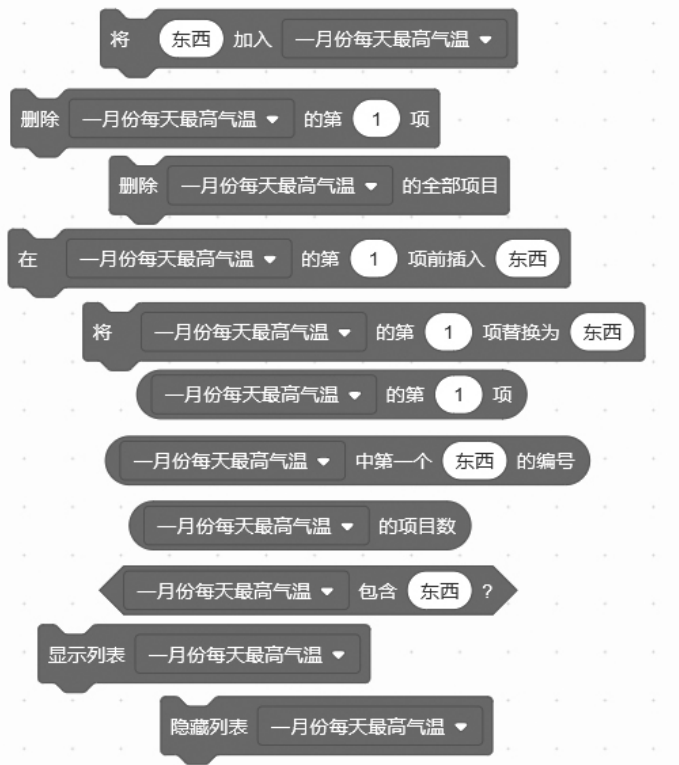 将 东西 加入 一月份每天最高气温
删除 一月份每天最高气温 的第 1 项
删除 一月份每天最高气温 的全部项目
在 一月份每天最高气温 的第 1 项前插入 东西
将 一月份每天最高气温 的第 1 项替换为 东西
一月份每天最高气温 的第 1 项
一月份每天最高气温 中第一个 东西 的编号
一月份每天最高气温 的项目数
一月份每天最高气温 包含 东西 ?
显示列表 一月份每天最高气温
隐藏列表 一月份每天最高气温